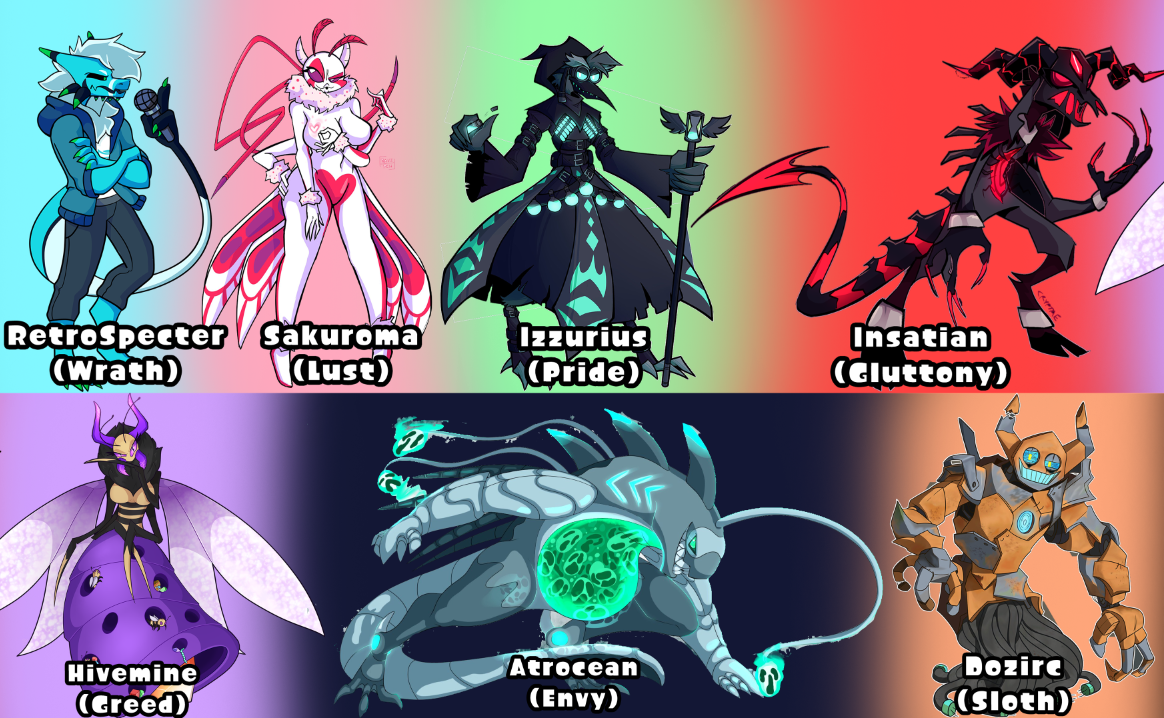 RetroSpecter
(Wrath)
Sakuroma
(Lust)
Izzurius
(Pride)
Insatian
(Gluttony)
Hivemine
(Greed)
Atrocean
(Envy)
Dozirc
(Sloth)